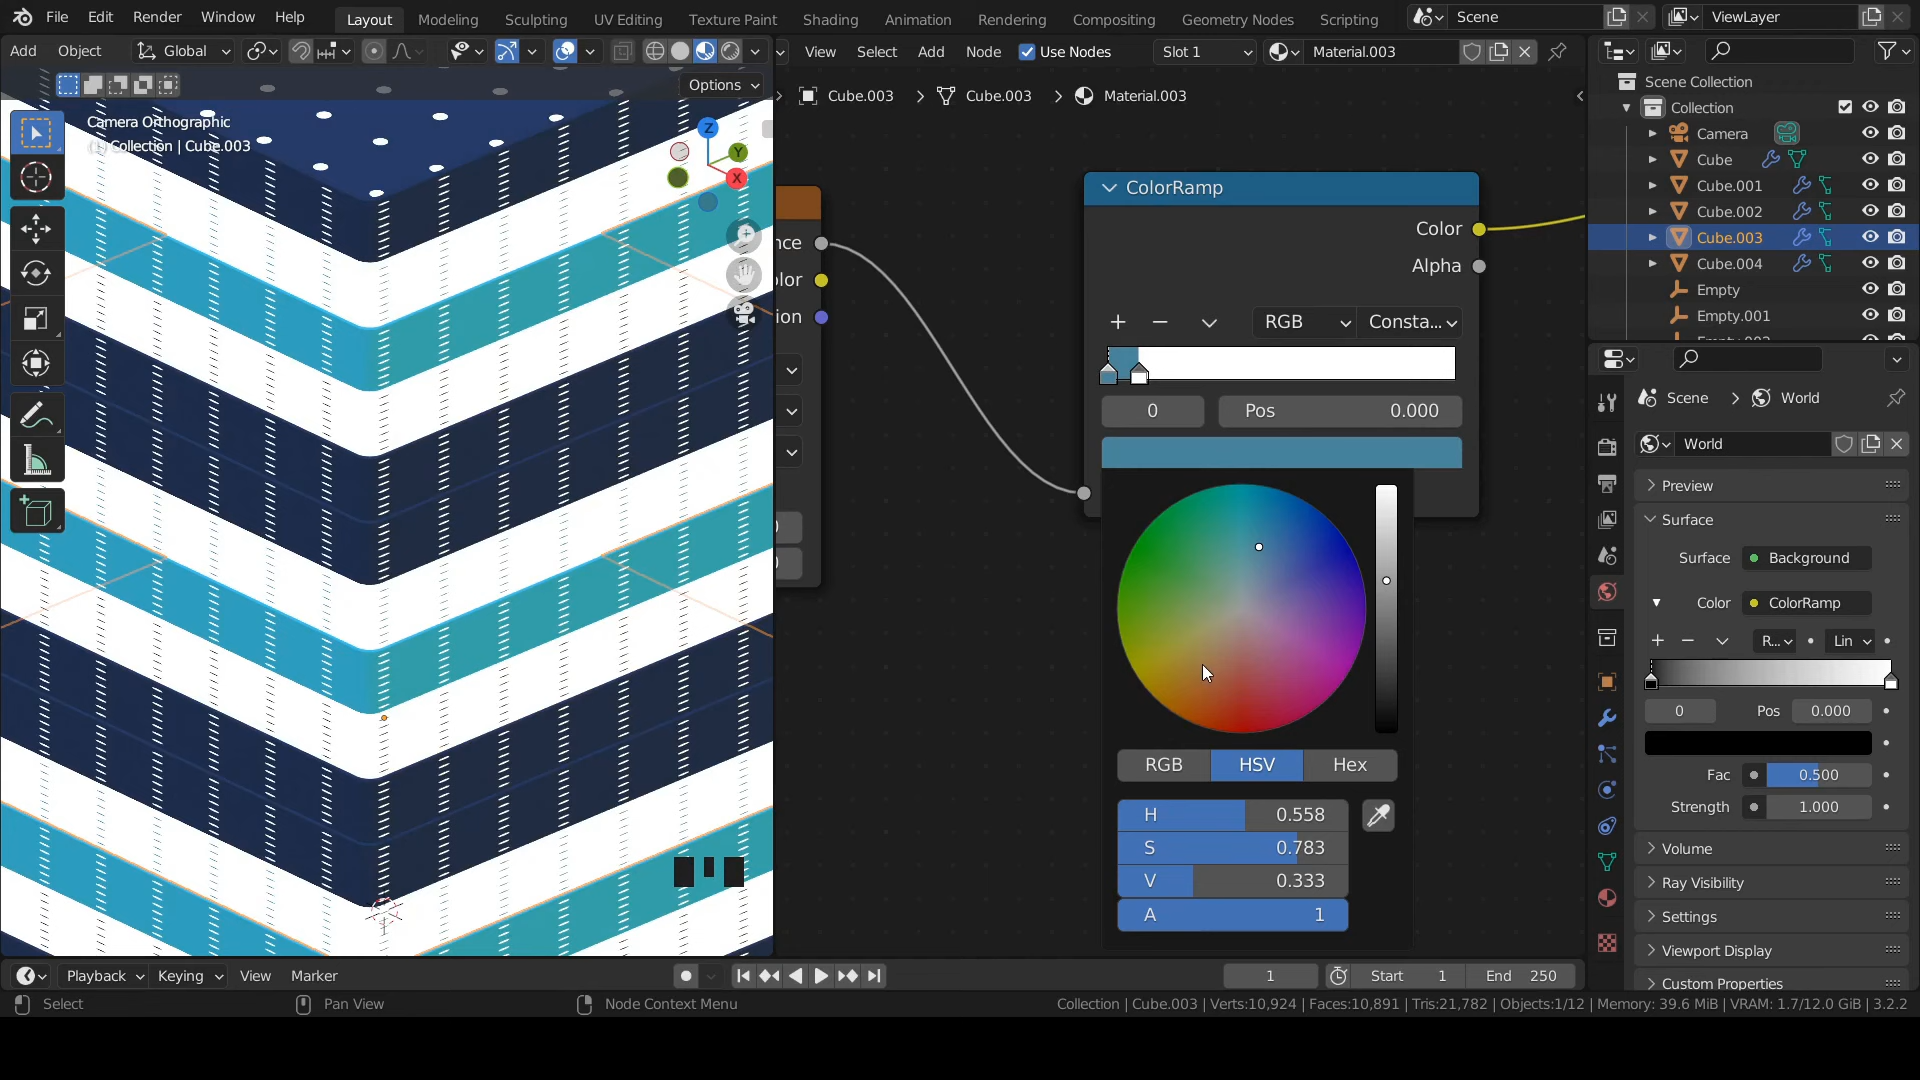 File Edit Render Window Help Layout Modeling Sculpting UV Editing Texture Paint Shading Animation Rendering Compositing Geometry Nodes Scripting Scene ViewLayer
Add Object Global View Select Add Node Use Nodes Slot 1 Material.003
Options
Cube.003 Cube.003 Material.003
Camera Orthographic
(1) Collection | Cube.003
Z
Y
X
nce
olor
ion
ColorRamp
Color
Alpha
RGB Consta...
0 Pos 0.000
RGB HSV Hex
H 0.558
S 0.783
V 0.333
A 1
Scene Collection
Collection
Camera
Cube
Cube.001
Cube.002
Cube.003
Cube.004
Empty
Empty.001
Scene World
World
Preview
Surface
Surface Background
Color ColorRamp
R... Lin
0 Pos 0.000
Fac 0.500
Strength 1.000
Volume
Ray Visibility
Settings
Viewport Display
Custom Properties
Playback Keying View Marker 1 Start 1 End 250
Select Pan View Node Context Menu Collection | Cube.003 | Verts:10,924 | Faces:10,891 | Tris:21,782 | Objects:1/12 | Memory: 39.6 MiB | VRAM: 1.7/12.0 GiB | 3.2.2